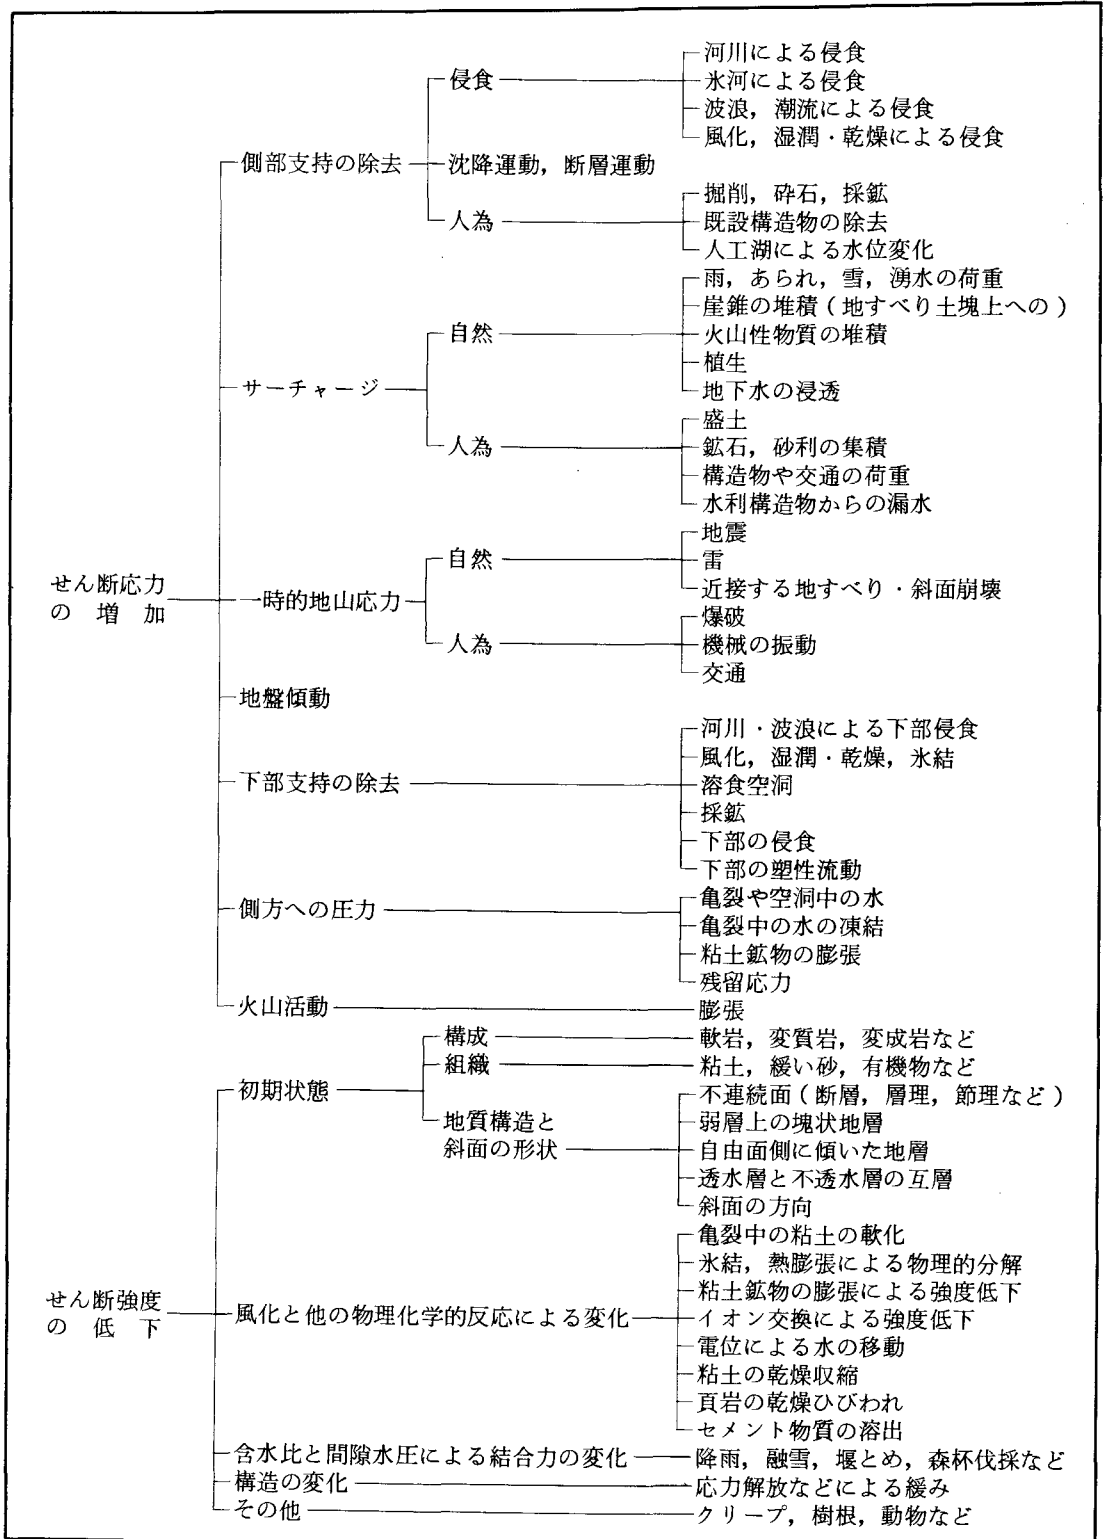 せん断応力
の増加
側部支持の除去
侵食
河川による侵食
氷河による侵食
波浪，潮流による侵食
風化，湿潤・乾燥による侵食
沈降運動，断層運動
人為
掘削，砕石，採鉱
既設構造物の除去
人工湖による水位変化
サーチャージ
自然
雨，あられ，雪，湧水の荷重
崖錐の堆積（地すべり土塊上への）
火山性物質の堆積
植生
地下水の浸透
人為
盛土
鉱石，砂利の集積
構造物や交通の荷重
水利構造物からの漏水
一時的地山応力
自然
地震
雷
近接する地すべり・斜面崩壊
人為
爆破
機械の振動
交通
地盤傾動
下部支持の除去
河川・波浪による下部侵食
風化，湿潤・乾燥，氷結
溶食空洞
採鉱
下部の侵食
下部の塑性流動
側方への圧力
亀裂や空洞中の水
亀裂中の水の凍結
粘土鉱物の膨張
残留応力
火山活動
膨張
せん断強度
の低下
初期状態
構成
軟岩，変質岩，変成岩など
組織
粘土，緩い砂，有機物など
地質構造と
斜面の形状
不連続面（断層，層理，節理など）
弱層上の塊状地層
自由面側に傾いた地層
透水層と不透水層の互層
斜面の方向
風化と他の物理化学的反応による変化
亀裂中の粘土の軟化
氷結，熱膨張による物理的分解
粘土鉱物の膨張による強度低下
イオン交換による強度低下
電位による水の移動
粘土の乾燥収縮
頁岩の乾燥ひびわれ
セメント物質の溶出
含水比と間隙水圧による結合力の変化
降雨，融雪，堰とめ，森杯伐採など
構造の変化
応力解放などによる緩み
その他
クリープ，樹根，動物など